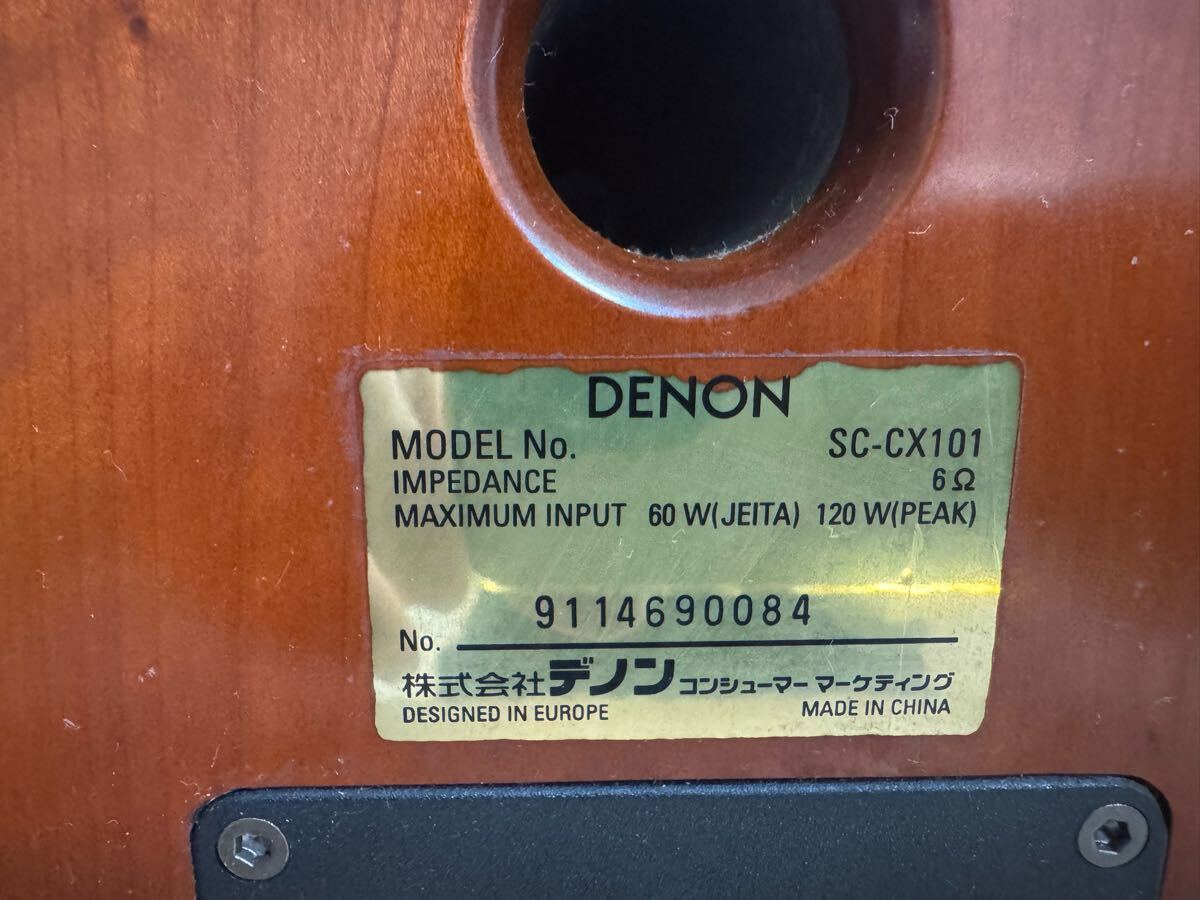 DENON
MODEL No. SC-CX101
IMPEDANCE 6Ω
MAXIMUM INPUT 60 W(JEITA) 120 W(PEAK)
No. 9114690084
株式会社デノン コンシューマー マーケティング
DESIGNED IN EUROPE MADE IN CHINA